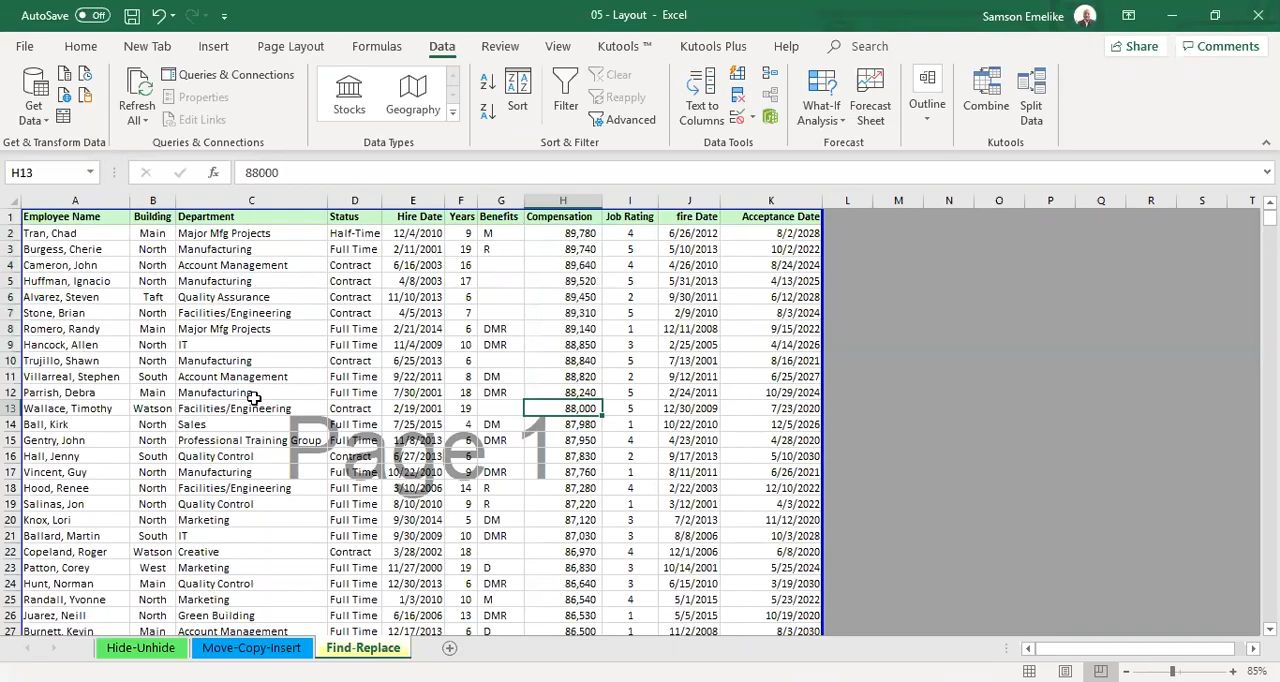 AutoSave Off 05 - Layout - Excel Samson Emelike
File Home New Tab Insert Page Layout Formulas Data Review View Kutools ™ Kutools Plus Help Search Share Comments
Get Data Refresh All Queries & Connections Properties Edit Links Stocks Geography Sort Filter Clear Reapply Advanced Text to Columns What-If Analysis Forecast Sheet Outline Combine Split Data
Get & Transform Data Queries & Connections Data Types Sort & Filter Data Tools Forecast Kutools
H13 fx 88000
A B C D E F G H I J K L M N O P Q R S T
1 Employee Name Building Department Status Hire Date Years Benefits Compensation Job Rating fire Date Acceptance Date
2 Tran, Chad Main Major Mfg Projects Half-Time 12/4/2010 9 M 89,780 4 6/26/2012 8/2/2028
3 Burgess, Cherie North Manufacturing Full Time 2/11/2001 19 R 89,740 5 5/10/2013 10/2/2022
4 Cameron, John North Account Management Contract 6/16/2003 16 89,640 4 4/26/2010 8/24/2024
5 Huffman, Ignacio North Manufacturing Contract 4/8/2003 17 89,520 5 5/31/2013 4/13/2025
6 Alvarez, Steven Taft Quality Assurance Contract 11/10/2013 6 89,450 2 9/30/2011 6/12/2028
7 Stone, Brian North Facilities/Engineering Contract 4/5/2013 7 89,310 5 2/9/2010 8/3/2024
8 Romero, Randy Main Major Mfg Projects Full Time 2/21/2014 6 DMR 89,140 1 12/11/2008 9/15/2022
9 Hancock, Allen North IT Full Time 11/4/2009 10 DMR 88,850 3 2/25/2005 4/14/2026
10 Trujillo, Shawn North Manufacturing Contract 6/25/2013 6 88,840 5 7/13/2001 8/16/2021
11 Villarreal, Stephen South Account Management Full Time 9/22/2011 8 DM 88,820 2 9/12/2011 6/25/2027
12 Parrish, Debra Main Manufacturing Full Time 7/30/2001 18 DMR 88,240 5 2/24/2011 10/29/2024
13 Wallace, Timothy Watson Facilities/Engineering Contract 2/19/2001 19 88,000 5 12/30/2009 7/23/2020
14 Ball, Kirk North Sales Full Time 7/25/2015 4 DM 87,980 1 10/22/2010 12/5/2026
15 Gentry, John North Professional Training Group Full Time 11/8/2013 6 DMR 87,950 4 4/23/2010 4/28/2020
16 Hall, Jenny South Quality Control Contract 6/27/2013 6 87,830 2 9/17/2013 5/10/2030
17 Vincent, Guy North Manufacturing Full Time 10/22/2010 9 DMR 87,760 1 8/11/2011 6/26/2021
18 Hood, Renee North Facilities/Engineering Full Time 3/10/2006 14 R 87,280 4 2/22/2003 12/10/2022
19 Salinas, Jon North Quality Control Full Time 8/10/2010 9 R 87,220 1 3/12/2001 4/3/2022
20 Knox, Lori North Marketing Full Time 9/30/2014 5 DM 87,120 3 7/2/2013 11/12/2020
21 Ballard, Martin South IT Full Time 9/30/2009 10 DMR 87,030 3 8/8/2006 10/3/2028
22 Copeland, Roger Watson Creative Contract 3/28/2002 18 86,970 4 12/1/2006 6/8/2020
23 Patton, Corey West Marketing Full Time 11/27/2000 19 D 86,830 3 10/14/2001 5/25/2024
24 Hunt, Norman Main Quality Control Full Time 12/30/2013 6 DMR 86,640 3 6/15/2010 3/19/2030
25 Randall, Yvonne North Marketing Full Time 1/3/2010 10 M 86,540 4 5/1/2015 5/23/2022
26 Juarez, Neill North Green Building Full Time 6/16/2006 13 DMR 86,530 1 5/5/2015 10/19/2020
27 Burnett, Kevin Main Account Management Full Time 12/17/2013 6 D 86,500 1 11/2/2008 8/3/2030
Page 1
Hide-Unhide Move-Copy-Insert Find-Replace
85%